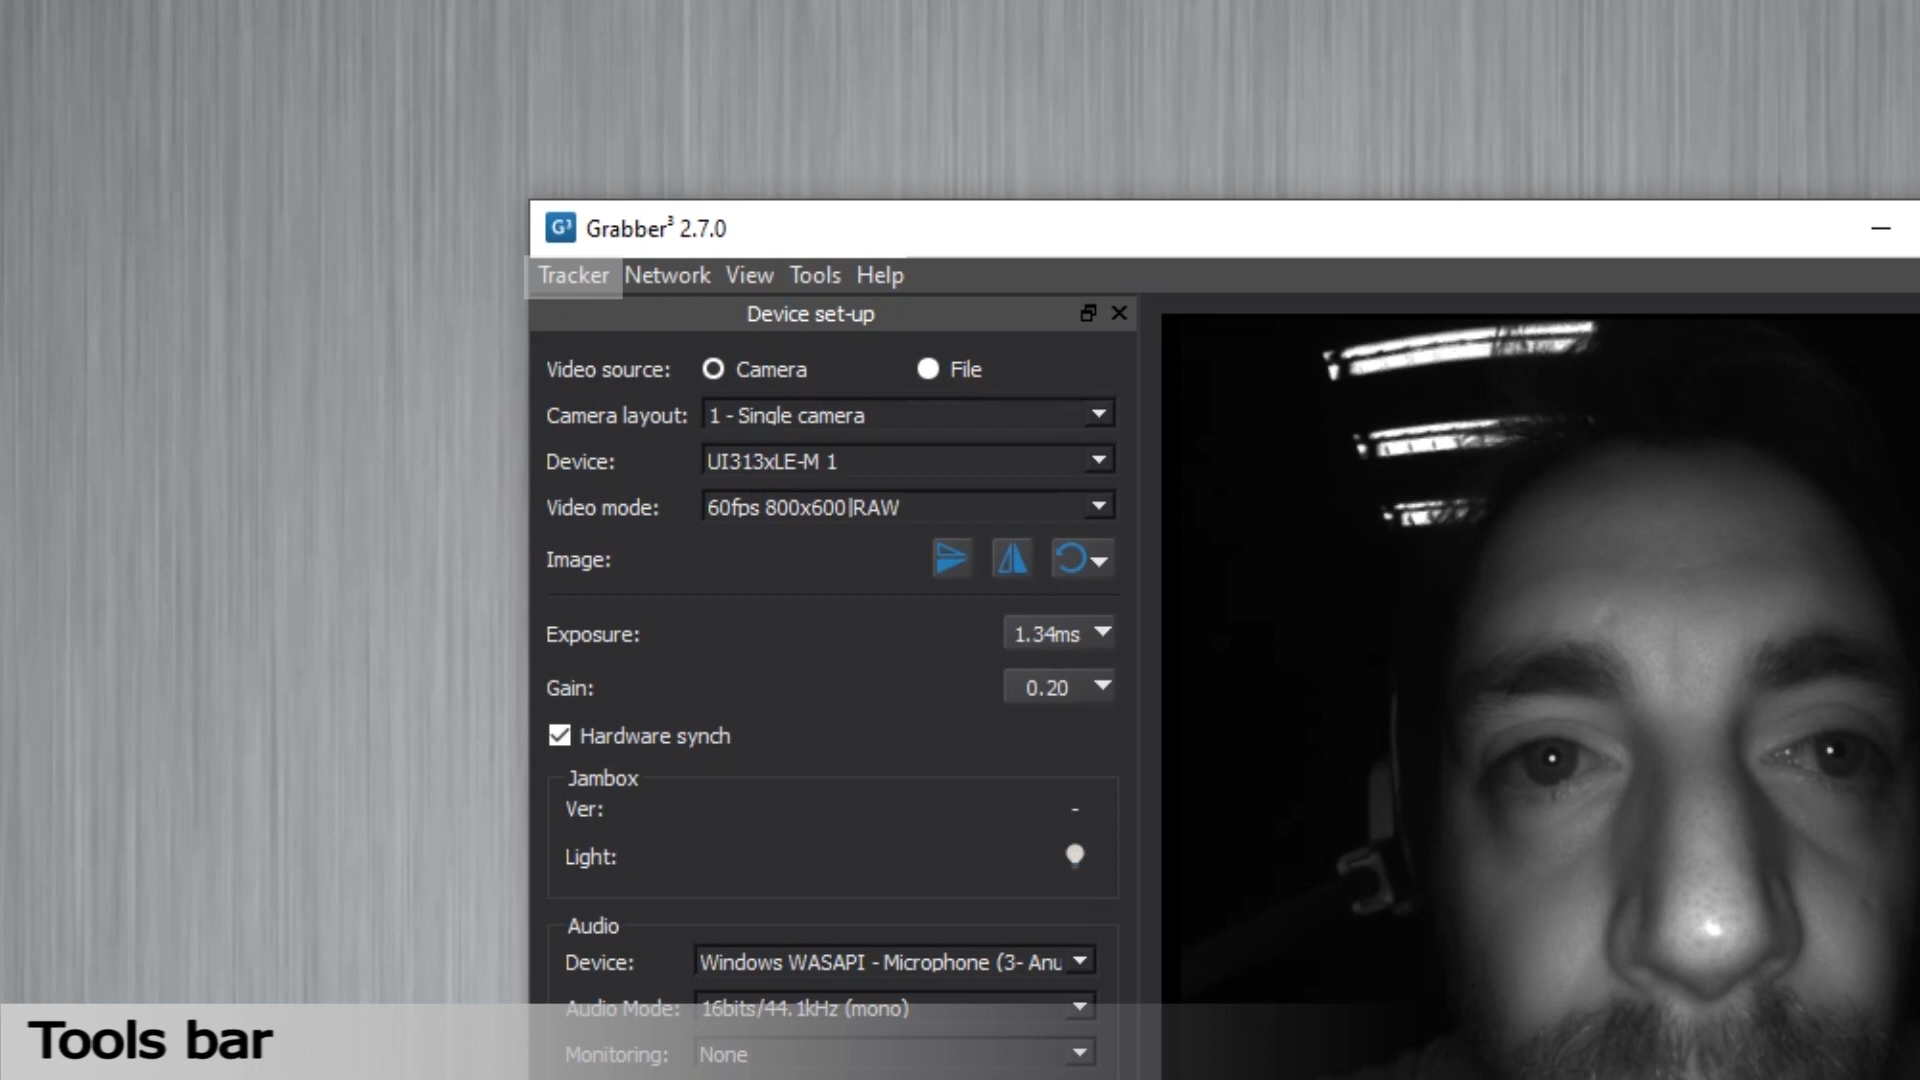 G³ Grabber³ 2.7.0
Tracker Network View Tools Help
Device set-up
Video source: Camera File
Camera layout: 1 - Single camera
Device: UI313xLE-M 1
Video mode: 60fps 800x600|RAW
Image:
Exposure: 1.34ms
Gain: 0.20
Hardware synch
Jambox
Ver: -
Light:
Audio
Device: Windows WASAPI - Microphone (3- Anu
Audio Mode: 16bits/44.1kHz (mono)
Monitoring: None
Tools bar